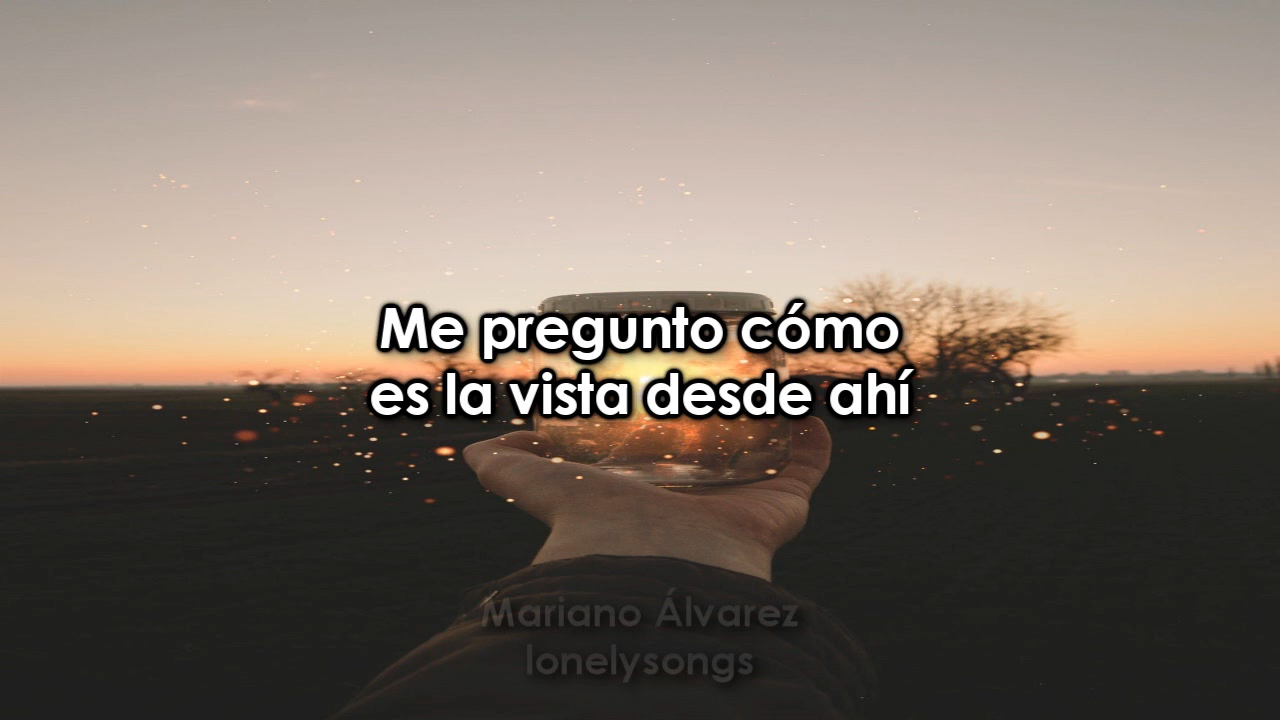 Me pregunto cómo
es la vista desde ahí
Mariano Álvarez
lonelysongs